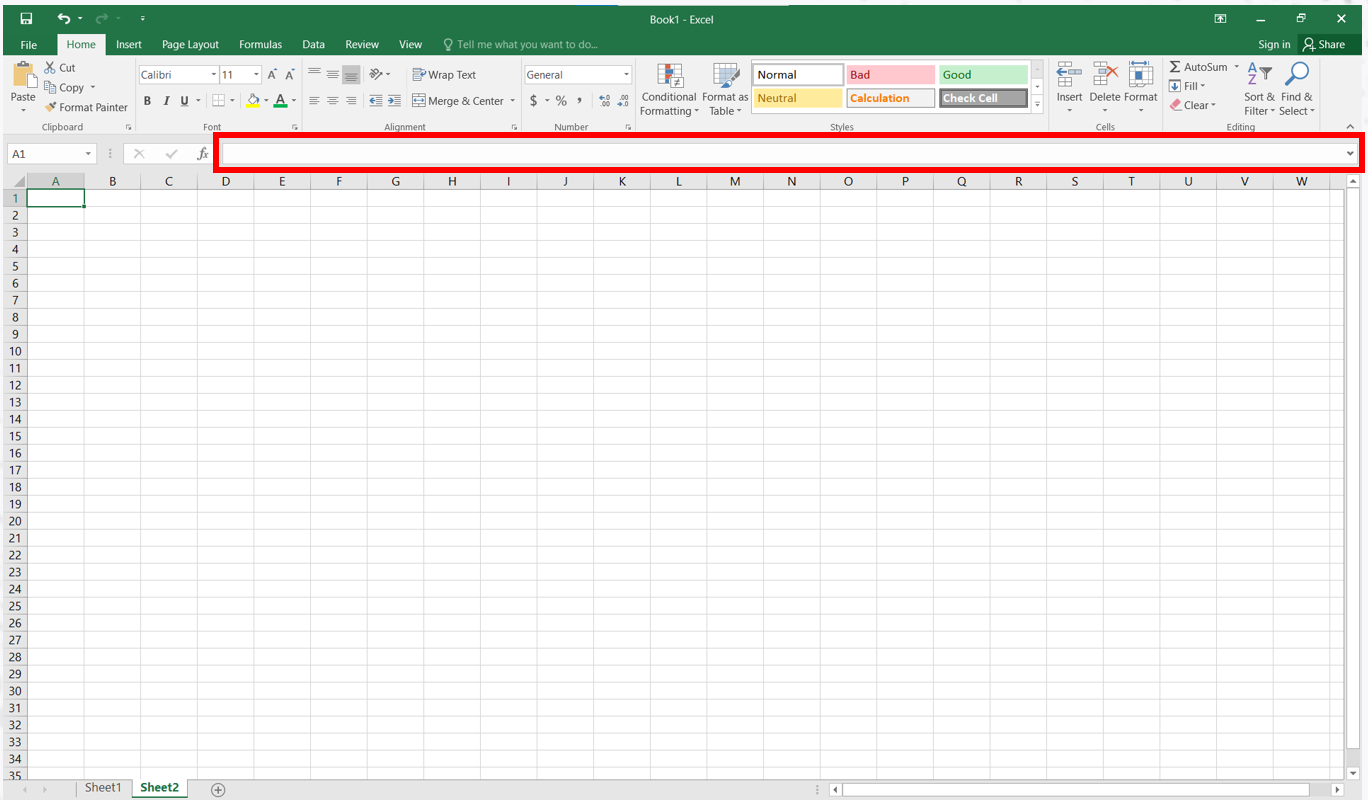 Book1 - Excel
File Home Insert Page Layout Formulas Data Review View Tell me what you want to do... Sign in Share
Paste
Cut
Copy
Format Painter
Clipboard
Calibri 11
B I U A
Font
Wrap Text
Merge & Center
Alignment
General
$ % , .00 .0
Number
Conditional Formatting
Format as Table
Normal Bad Good
Neutral Calculation Check Cell
Styles
Insert Delete Format
Cells
AutoSum
Fill
Clear
Sort & Filter
Find & Select
Editing
A1 fx
A B C D E F G H I J K L M N O P Q R S T U V W
1
2
3
4
5
6
7
8
9
10
11
12
13
14
15
16
17
18
19
20
21
22
23
24
25
26
27
28
29
30
31
32
33
34
35
Sheet1 Sheet2